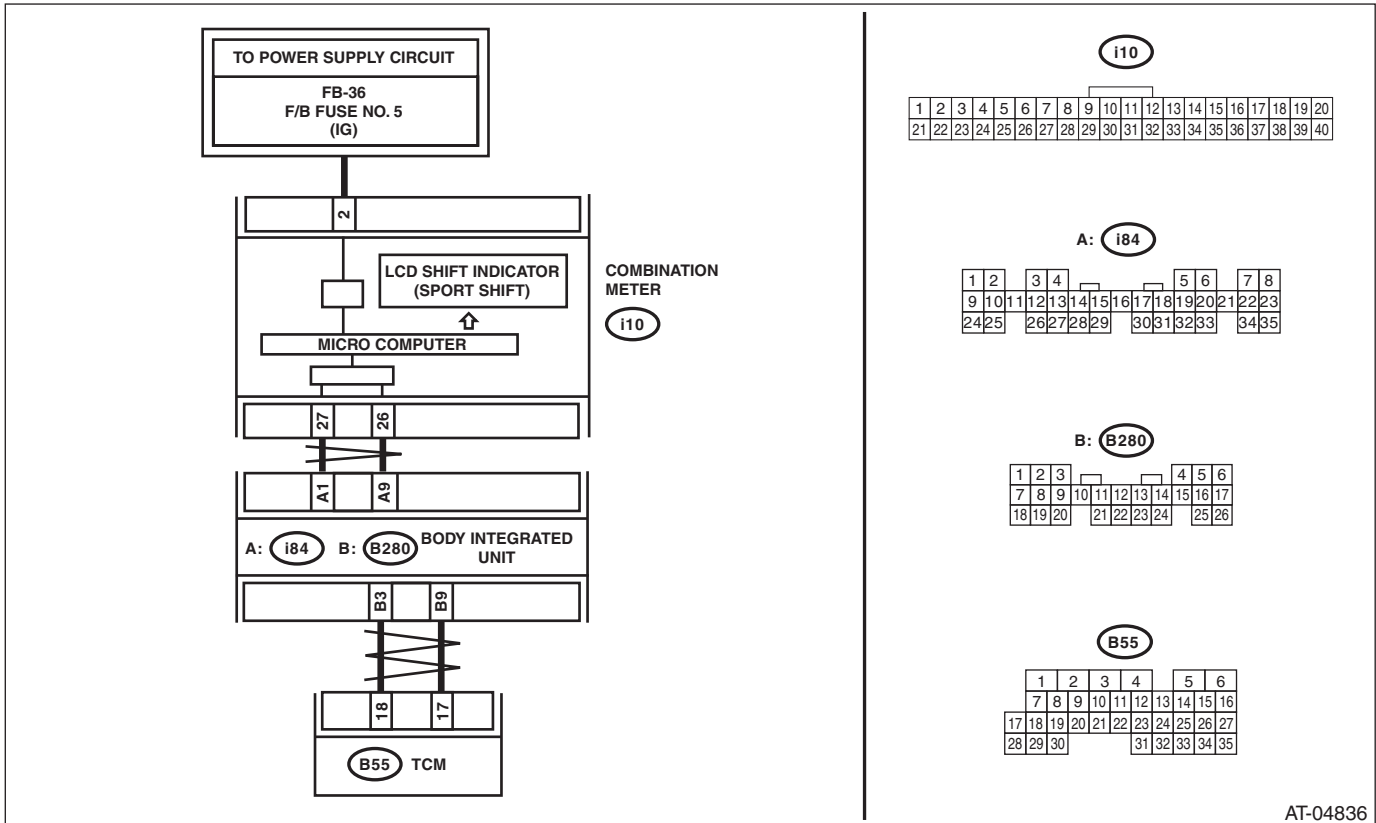 TO POWER SUPPLY CIRCUIT
FB-36
F/B FUSE NO. 5
(IG)
2
LCD SHIFT INDICATOR
(SPORT SHIFT)
MICRO COMPUTER
COMBINATION
METER
i10
27 26
A1 A9
A: i84 B: B280 BODY INTEGRATED
UNIT
B3 B9
18 17
B55 TCM
i10
1 2 3 4 5 6 7 8 9 10 11 12 13 14 15 16 17 18 19 20
21 22 23 24 25 26 27 28 29 30 31 32 33 34 35 36 37 38 39 40
A: i84
1 2 3 4 5 6 7 8
9 10 11 12 13 14 15 16 17 18 19 20 21 22 23
24 25 26 27 28 29 30 31 32 33 34 35
B: B280
1 2 3 4 5 6
7 8 9 10 11 12 13 14 15 16 17
18 19 20 21 22 23 24 25 26
B55
1 2 3 4 5 6
7 8 9 10 11 12 13 14 15 16
17 18 19 20 21 22 23 24 25 26 27
28 29 30 31 32 33 34 35
AT-04836